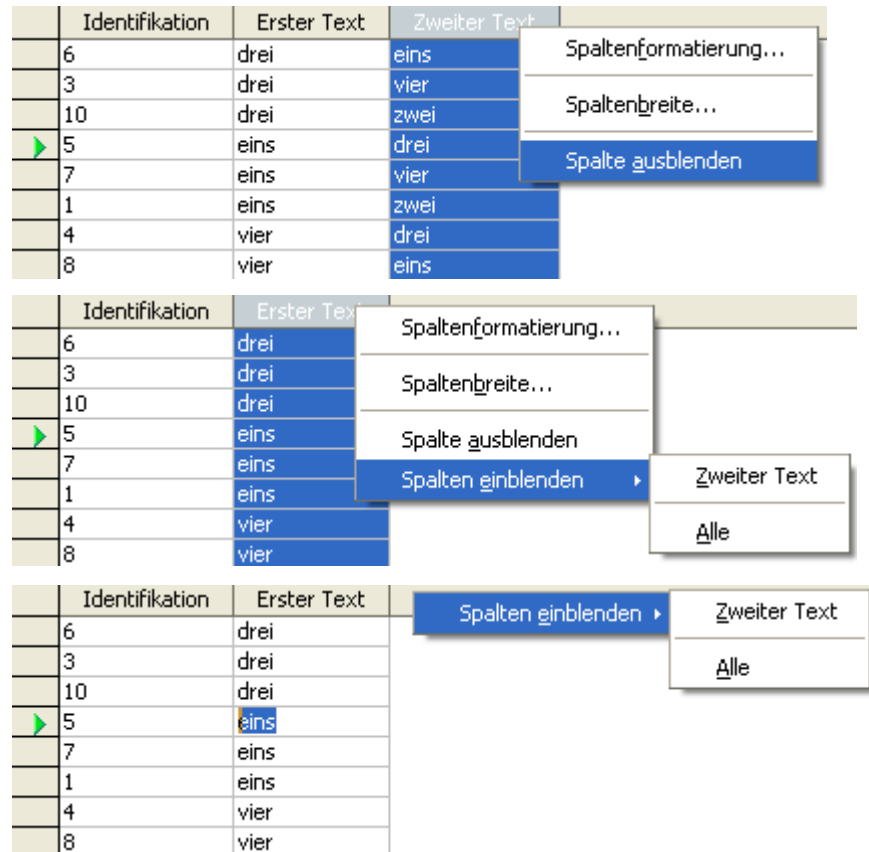 Identifikation Erster Text Zweiter Text
6 drei eins
3 drei vier
10 drei zwei
5 eins drei
7 eins vier
1 eins zwei
4 vier drei
8 vier eins
Spaltenformatierung...
Spaltenbreite...
Spalte ausblenden
Identifikation Erster Text
6 drei
3 drei
10 drei
5 eins
7 eins
1 eins
4 vier
8 vier
Spaltenformatierung...
Spaltenbreite...
Spalte ausblenden
Spalten einblenden
Zweiter Text
Alle
Identifikation Erster Text
6 drei
3 drei
10 drei
5 eins
7 eins
1 eins
4 vier
8 vier
Spalten einblenden
Zweiter Text
Alle